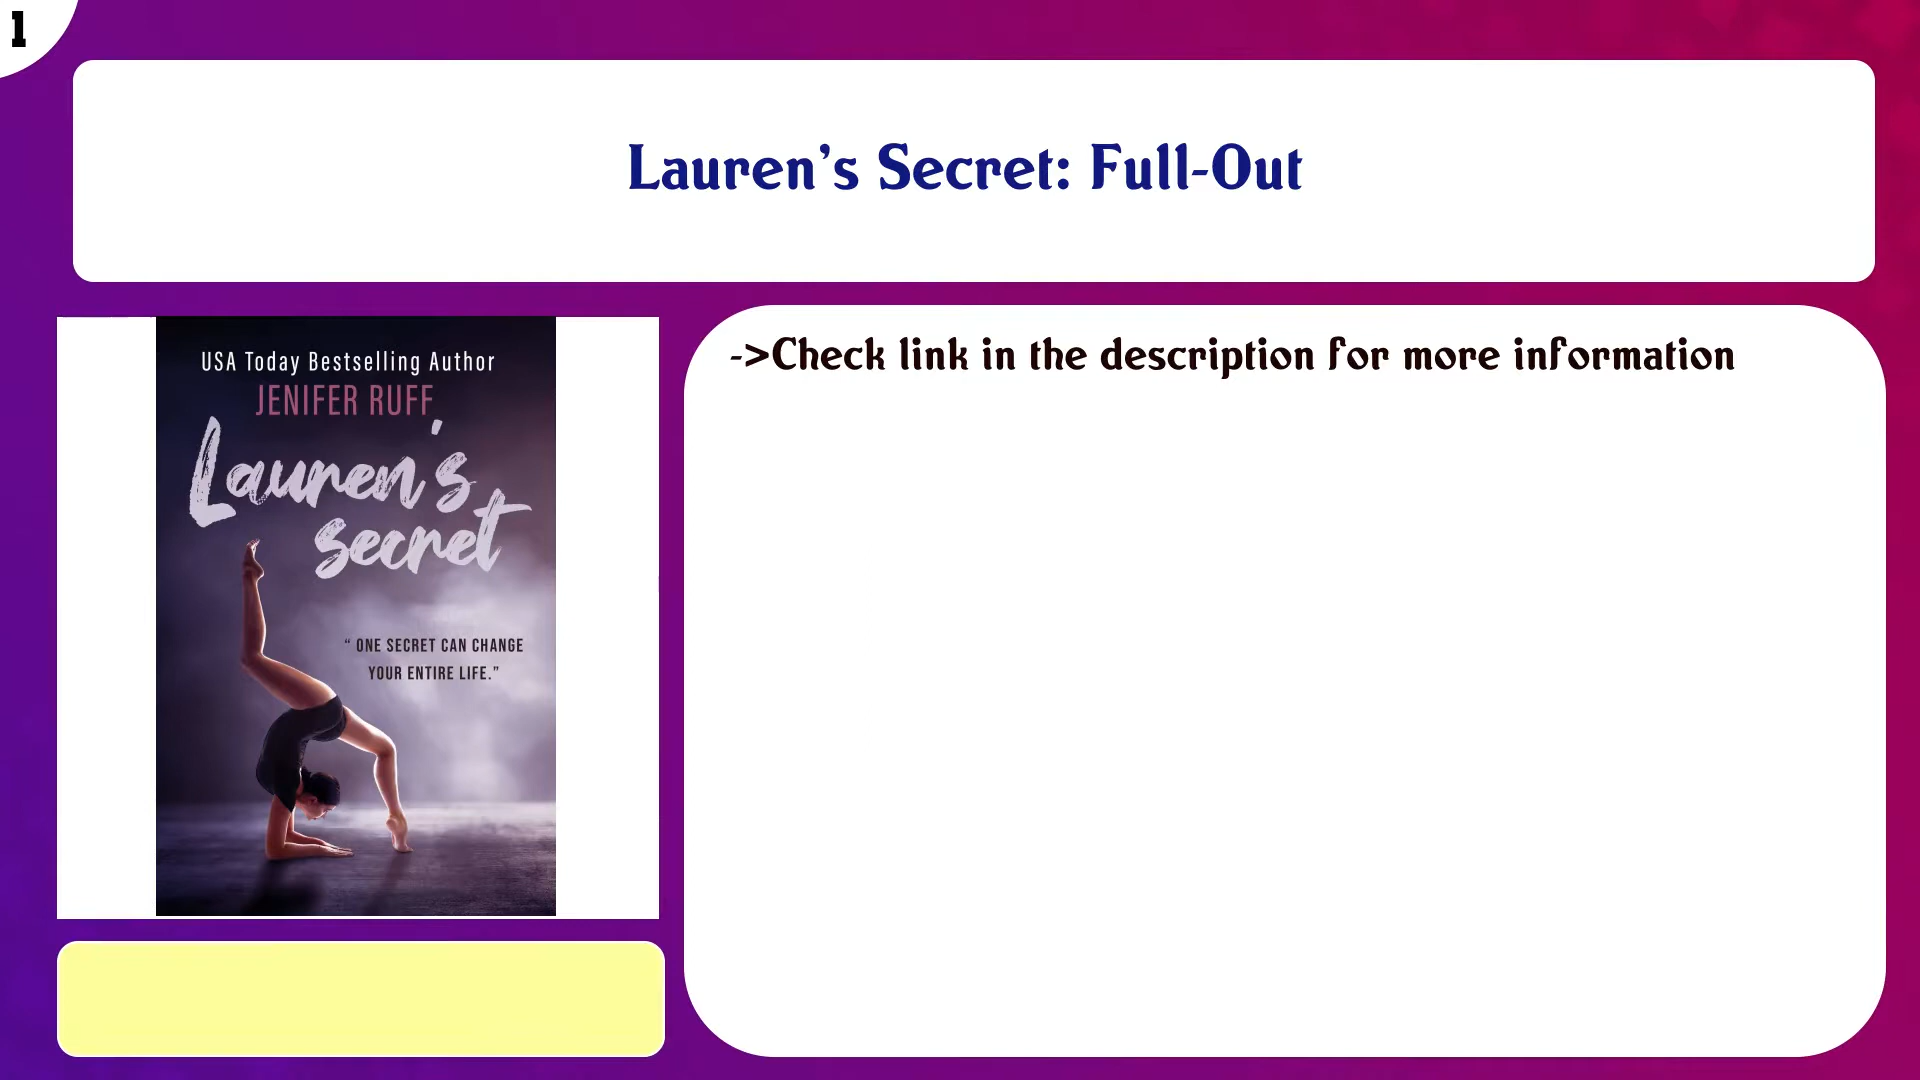 1
Lauren's Secret: Full-Out
USA Today Bestselling Author
JENIFER RUFF
Lauren's
secret
“ ONE SECRET CAN CHANGE
YOUR ENTIRE LIFE.”
->Check link in the description for more information